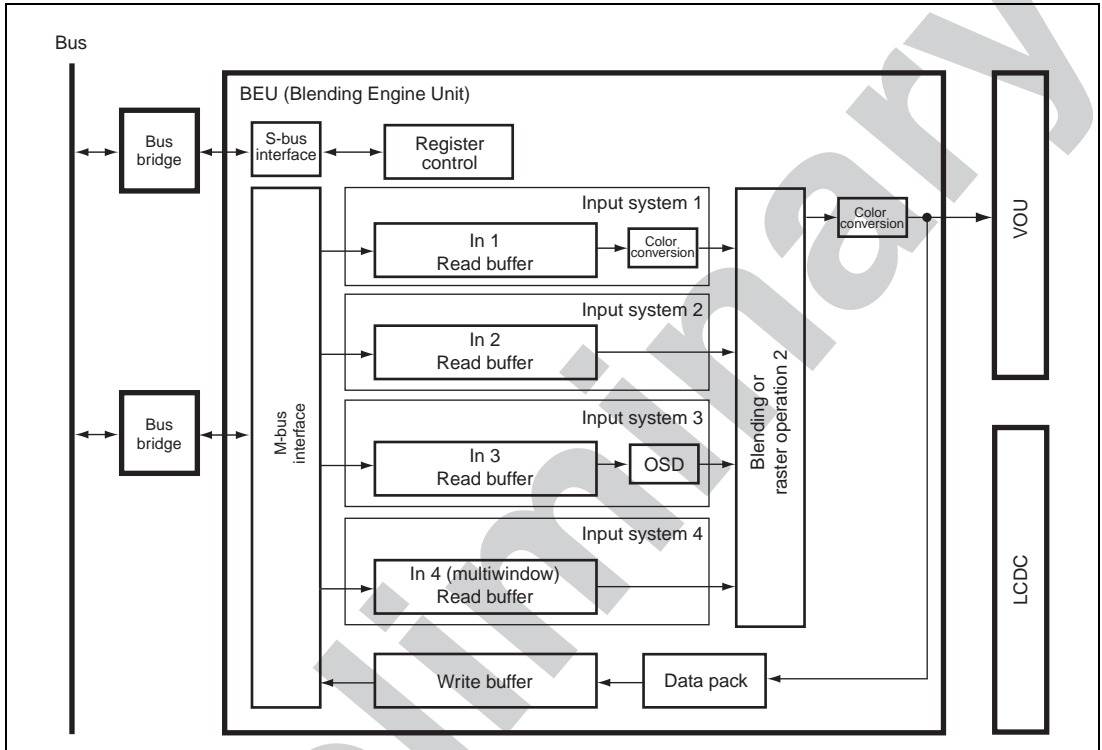 Bus
BEU (Blending Engine Unit)
Bus
bridge
S-bus
interface
Register
control
Input system 1
In 1
Read buffer
Color
conversion
Color
conversion
VOU
Input system 2
In 2
Read buffer
Blending or
raster operation 2
Bus
bridge
M-bus
interface
Input system 3
In 3
Read buffer
OSD
Input system 4
In 4 (multiwindow)
Read buffer
LCDC
Write buffer
Data pack
Preliminary